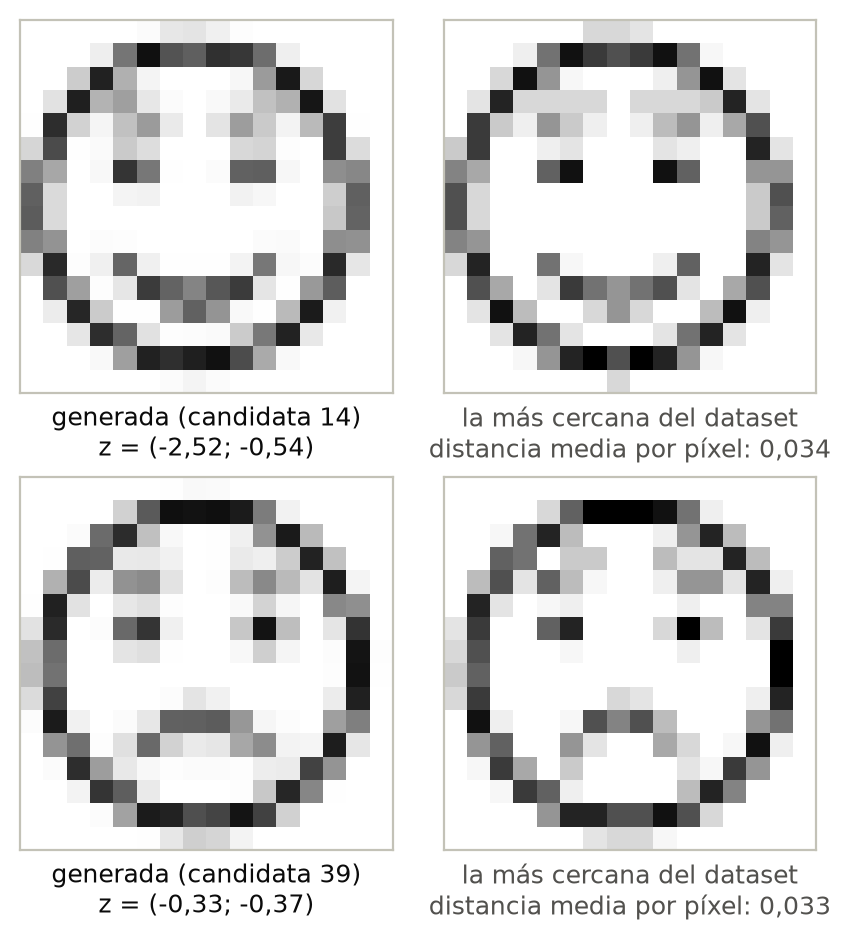 generada (candidata 14)
z = (-2,52; -0,54)
la más cercana del dataset
distancia media por píxel: 0,034
generada (candidata 39)
z = (-0,33; -0,37)
la más cercana del dataset
distancia media por píxel: 0,033